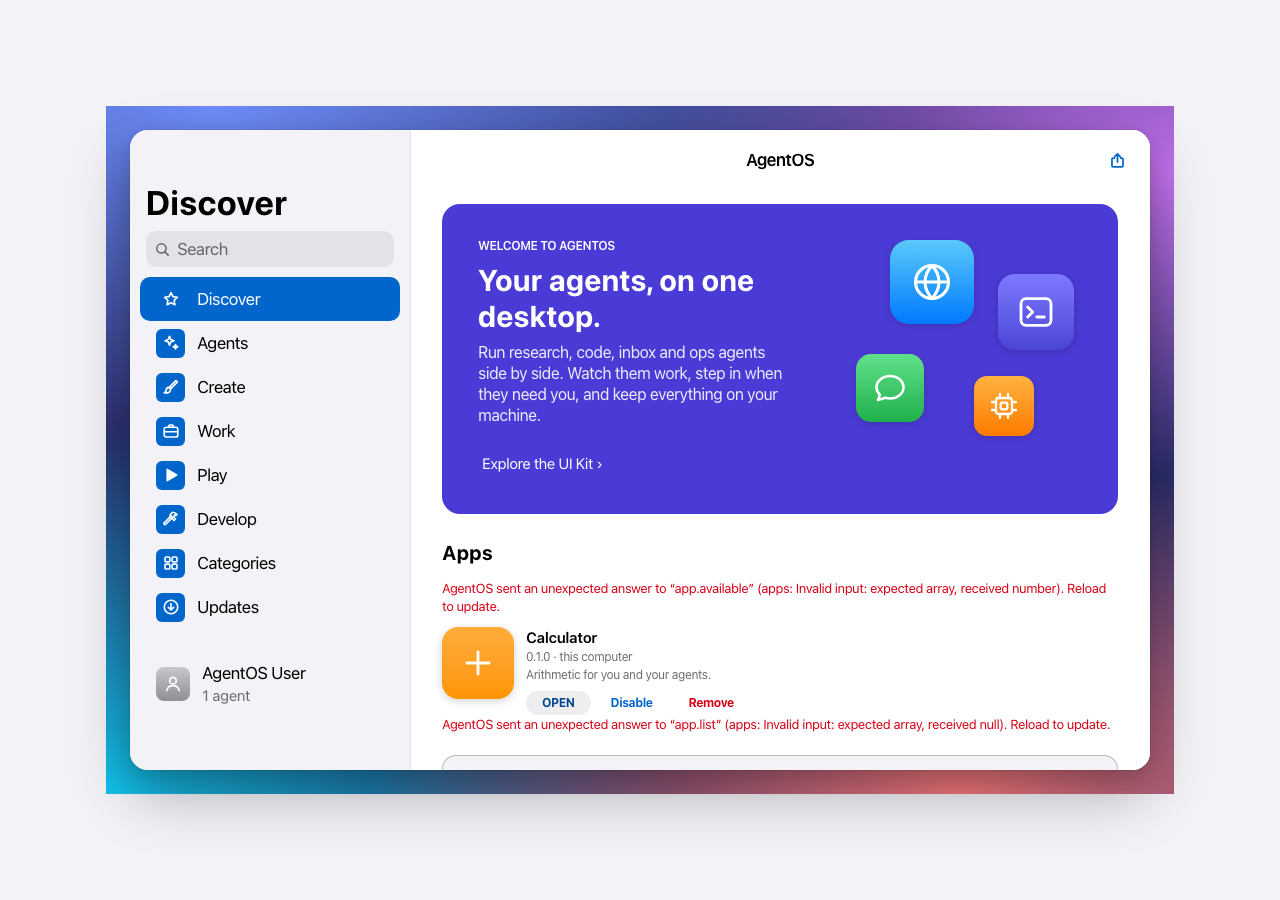 Discover
Search
Discover
Agents
Create
Work
Play
Develop
Categories
Updates
AgentOS User
1 agent
AgentOS
WELCOME TO AGENTOS
Your agents, on one
desktop.
Run research, code, inbox and ops agents
side by side. Watch them work, step in when
they need you, and keep everything on your
machine.
Explore the UI Kit ›
Apps
AgentOS sent an unexpected answer to “app.available” (apps: Invalid input: expected array, received number). Reload
to update.
Calculator
0.1.0 · this computer
Arithmetic for you and your agents.
OPEN Disable Remove
AgentOS sent an unexpected answer to “app.list” (apps: Invalid input: expected array, received null). Reload to update.